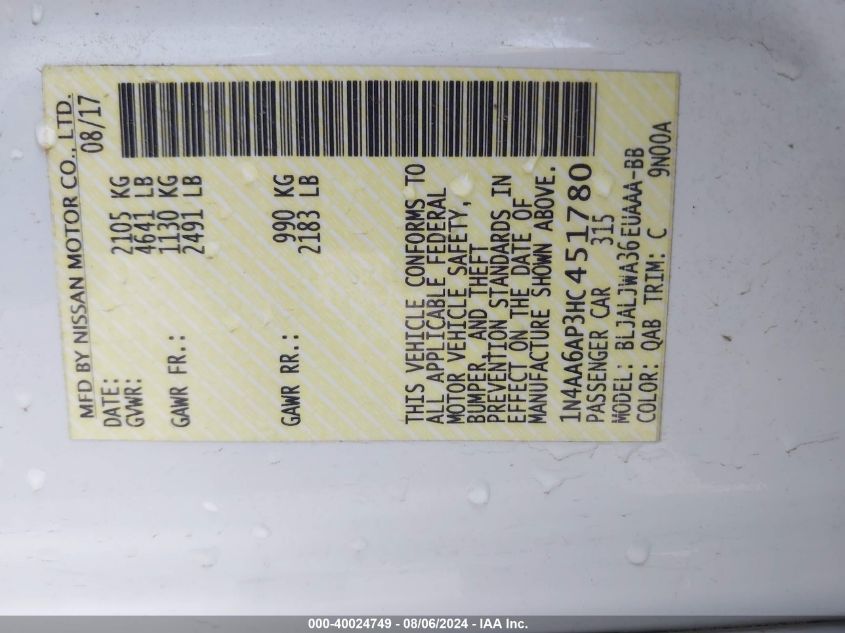 MFD BY NISSAN MOTOR CO., LTD.
DATE: 08/17
GVWR: 2105 KG
4641 LB
GAWR FR.: 1130 KG
2491 LB
GAWR RR.: 990 KG
2183 LB
THIS VEHICLE CONFORMS TO
ALL APPLICABLE FEDERAL
MOTOR VEHICLE SAFETY,
BUMPER, AND THEFT
PREVENTION STANDARDS IN
EFFECT ON THE DATE OF
MANUFACTURE SHOWN ABOVE.
1N4AA6AP3HC451780
PASSENGER CAR 315
MODEL: BLJALJWA36EUAAA-BB
COLOR: QAB TRIM: C 9N00A
000-40024749 - 08/06/2024 - IAA Inc.